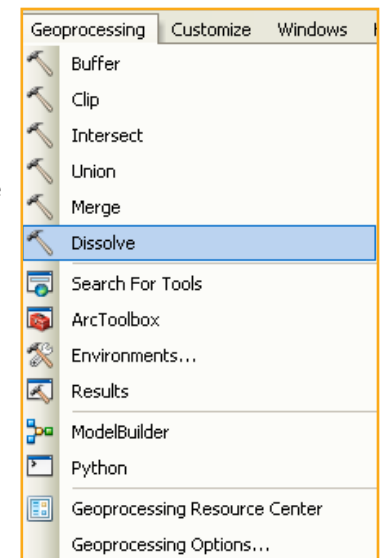 Geoprocessing Customize Windows
Buffer
Clip
Intersect
Union
Merge
Dissolve
Search For Tools
ArcToolbox
Environments...
Results
ModelBuilder
Python
Geoprocessing Resource Center
Geoprocessing Options...